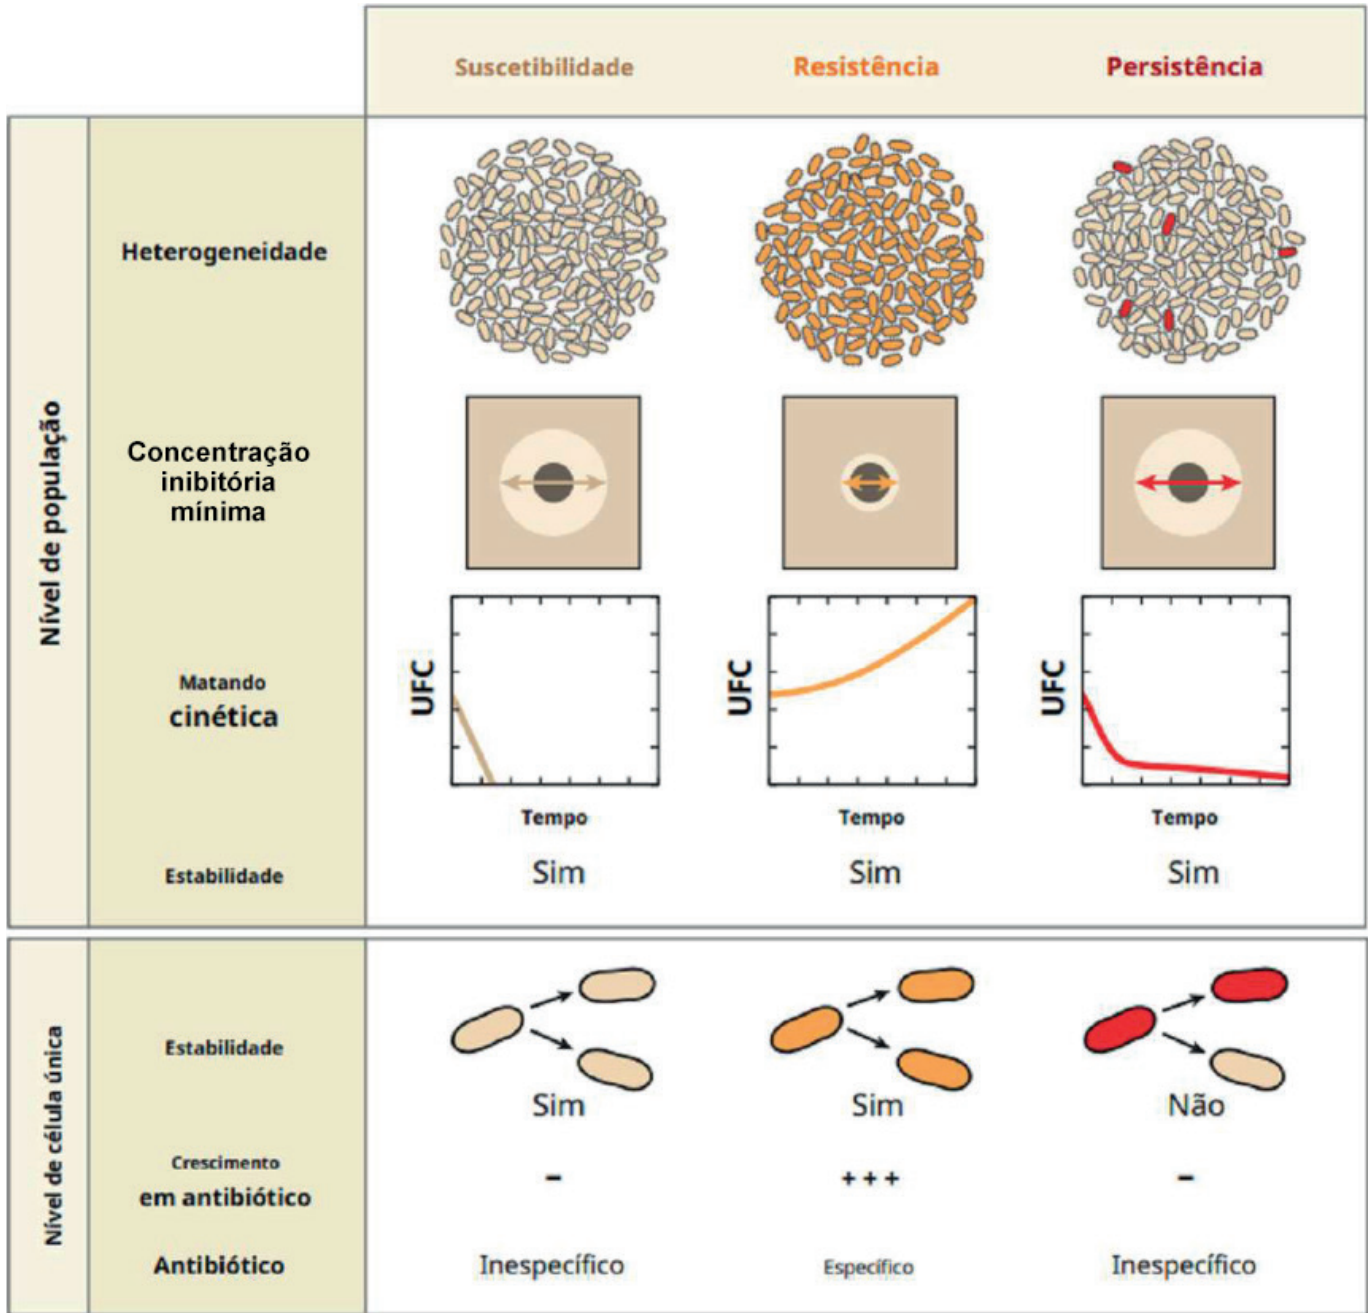 Suscetibilidade
Resistência
Persistência
Nível de população
Heterogeneidade
Concentração
inibitória
mínima
Matando
cinética
UFC
UFC
UFC
Tempo
Tempo
Tempo
Estabilidade
Sim
Sim
Sim
Nível de célula única
Estabilidade
Sim
Sim
Não
Crescimento
em antibiótico
–
+++
–
Antibiótico
Inespecífico
Específico
Inespecífico